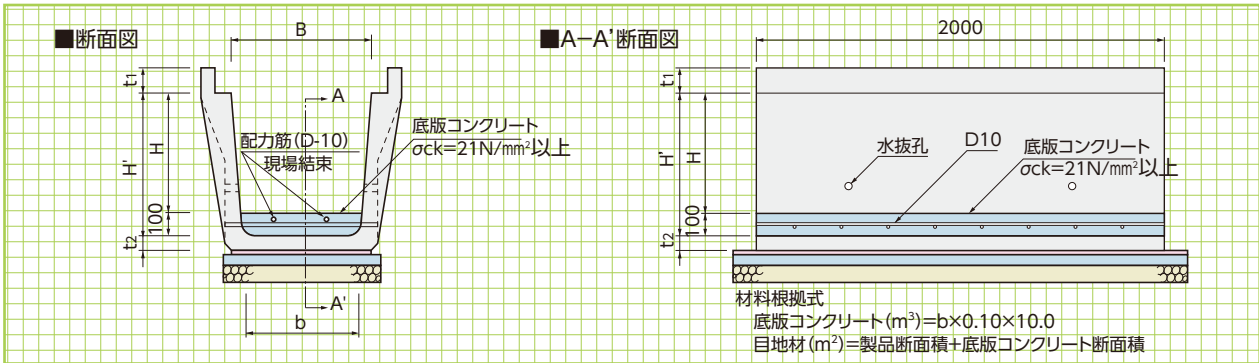 ■断面図
B
t1
A
H'
H
配力筋(D-10)
現場結束
底版コンクリート
σck=21N/mm²以上
100
t2
A'
b
■A-A'断面図
2000
t1
H'
H
水抜孔
D10
底版コンクリート
σck=21N/mm²以上
100
t2
材料根拠式
底版コンクリート(m³)=b×0.10×10.0
目地材(m²)=製品断面積+底版コンクリート断面積